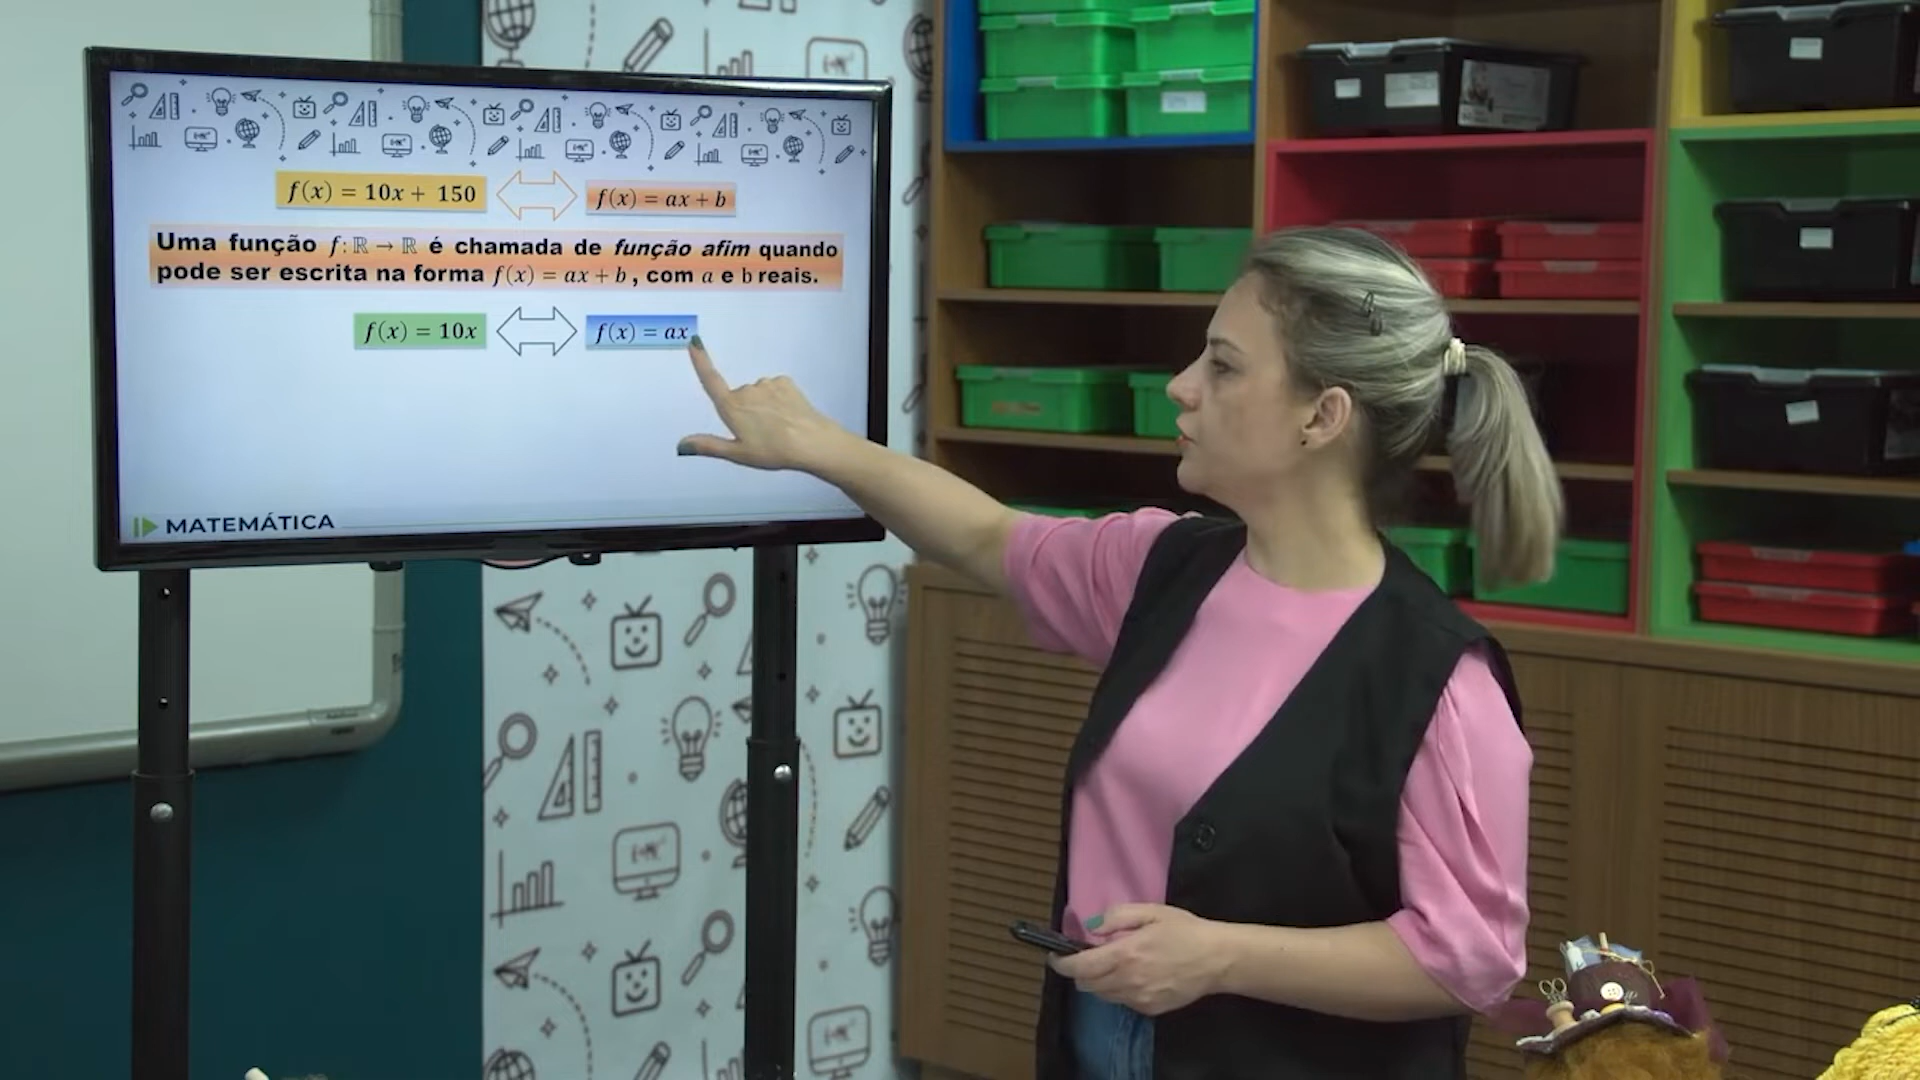 f(x) = 10x + 150
f(x) = ax + b
Uma função f: ℝ → ℝ é chamada de função afim quando
pode ser escrita na forma f(x) = ax + b, com a e b reais.
f(x) = 10x
f(x) = ax
MATEMÁTICA